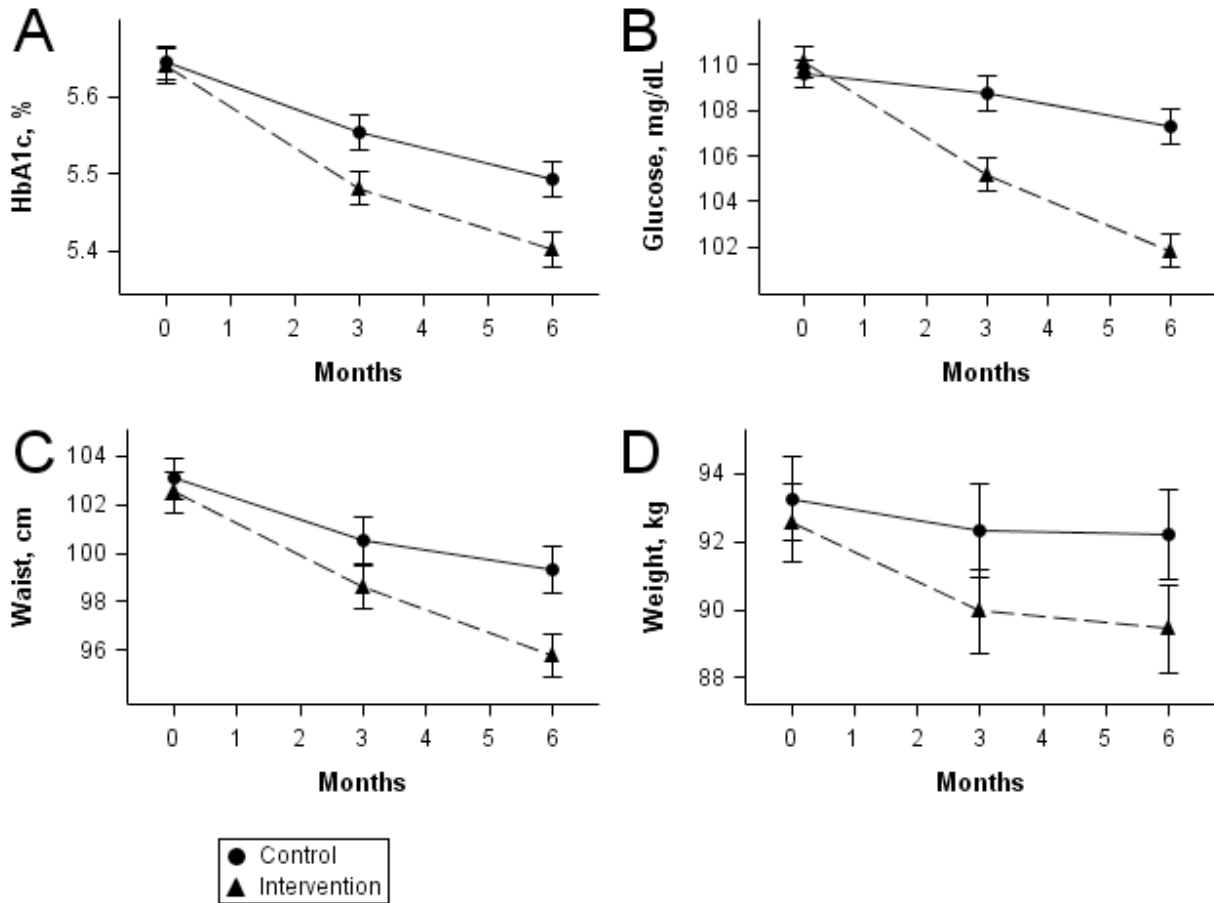 A
HbA1c, %
5.6
5.5
5.4
0 1 2 3 4 5 6
Months
B
Glucose, mg/dL
110
108
106
104
102
0 1 2 3 4 5 6
Months
C
Waist, cm
104
102
100
98
96
0 1 2 3 4 5 6
Months
D
Weight, kg
94
92
90
88
0 1 2 3 4 5 6
Months
Control
Intervention